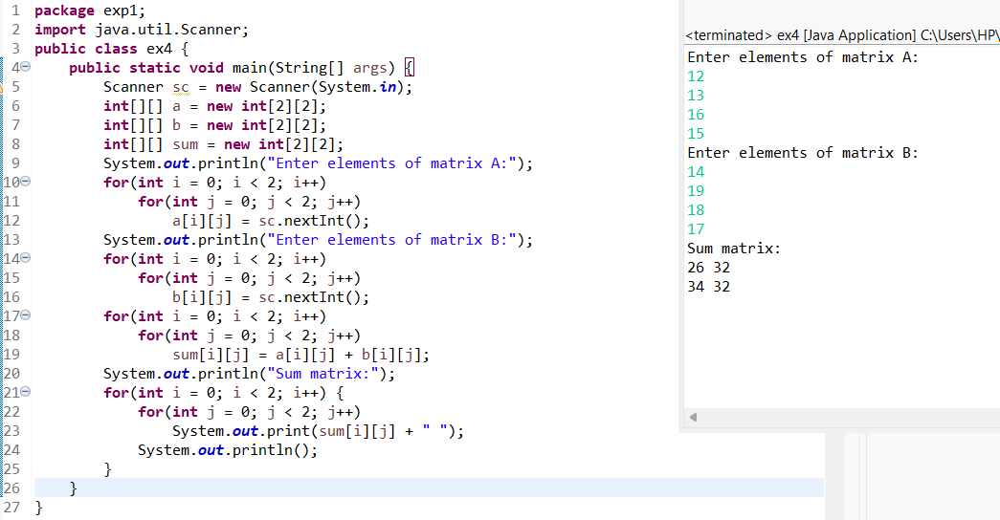 1 package exp1;
2 import java.util.Scanner;
3 public class ex4 {
4     public static void main(String[] args) {
5         Scanner sc = new Scanner(System.in);
6         int[][] a = new int[2][2];
7         int[][] b = new int[2][2];
8         int[][] sum = new int[2][2];
9         System.out.println("Enter elements of matrix A:");
10         for(int i = 0; i < 2; i++)
11             for(int j = 0; j < 2; j++)
12                 a[i][j] = sc.nextInt();
13         System.out.println("Enter elements of matrix B:");
14         for(int i = 0; i < 2; i++)
15             for(int j = 0; j < 2; j++)
16                 b[i][j] = sc.nextInt();
17         for(int i = 0; i < 2; i++)
18             for(int j = 0; j < 2; j++)
19                 sum[i][j] = a[i][j] + b[i][j];
20         System.out.println("Sum matrix:");
21         for(int i = 0; i < 2; i++) {
22             for(int j = 0; j < 2; j++)
23                 System.out.print(sum[i][j] + " ");
24             System.out.println();
25         }
26     }
27 }
<terminated> ex4 [Java Application] C:\Users\HP\
Enter elements of matrix A:
12
13
16
15
Enter elements of matrix B:
14
19
18
17
Sum matrix:
26 32
34 32